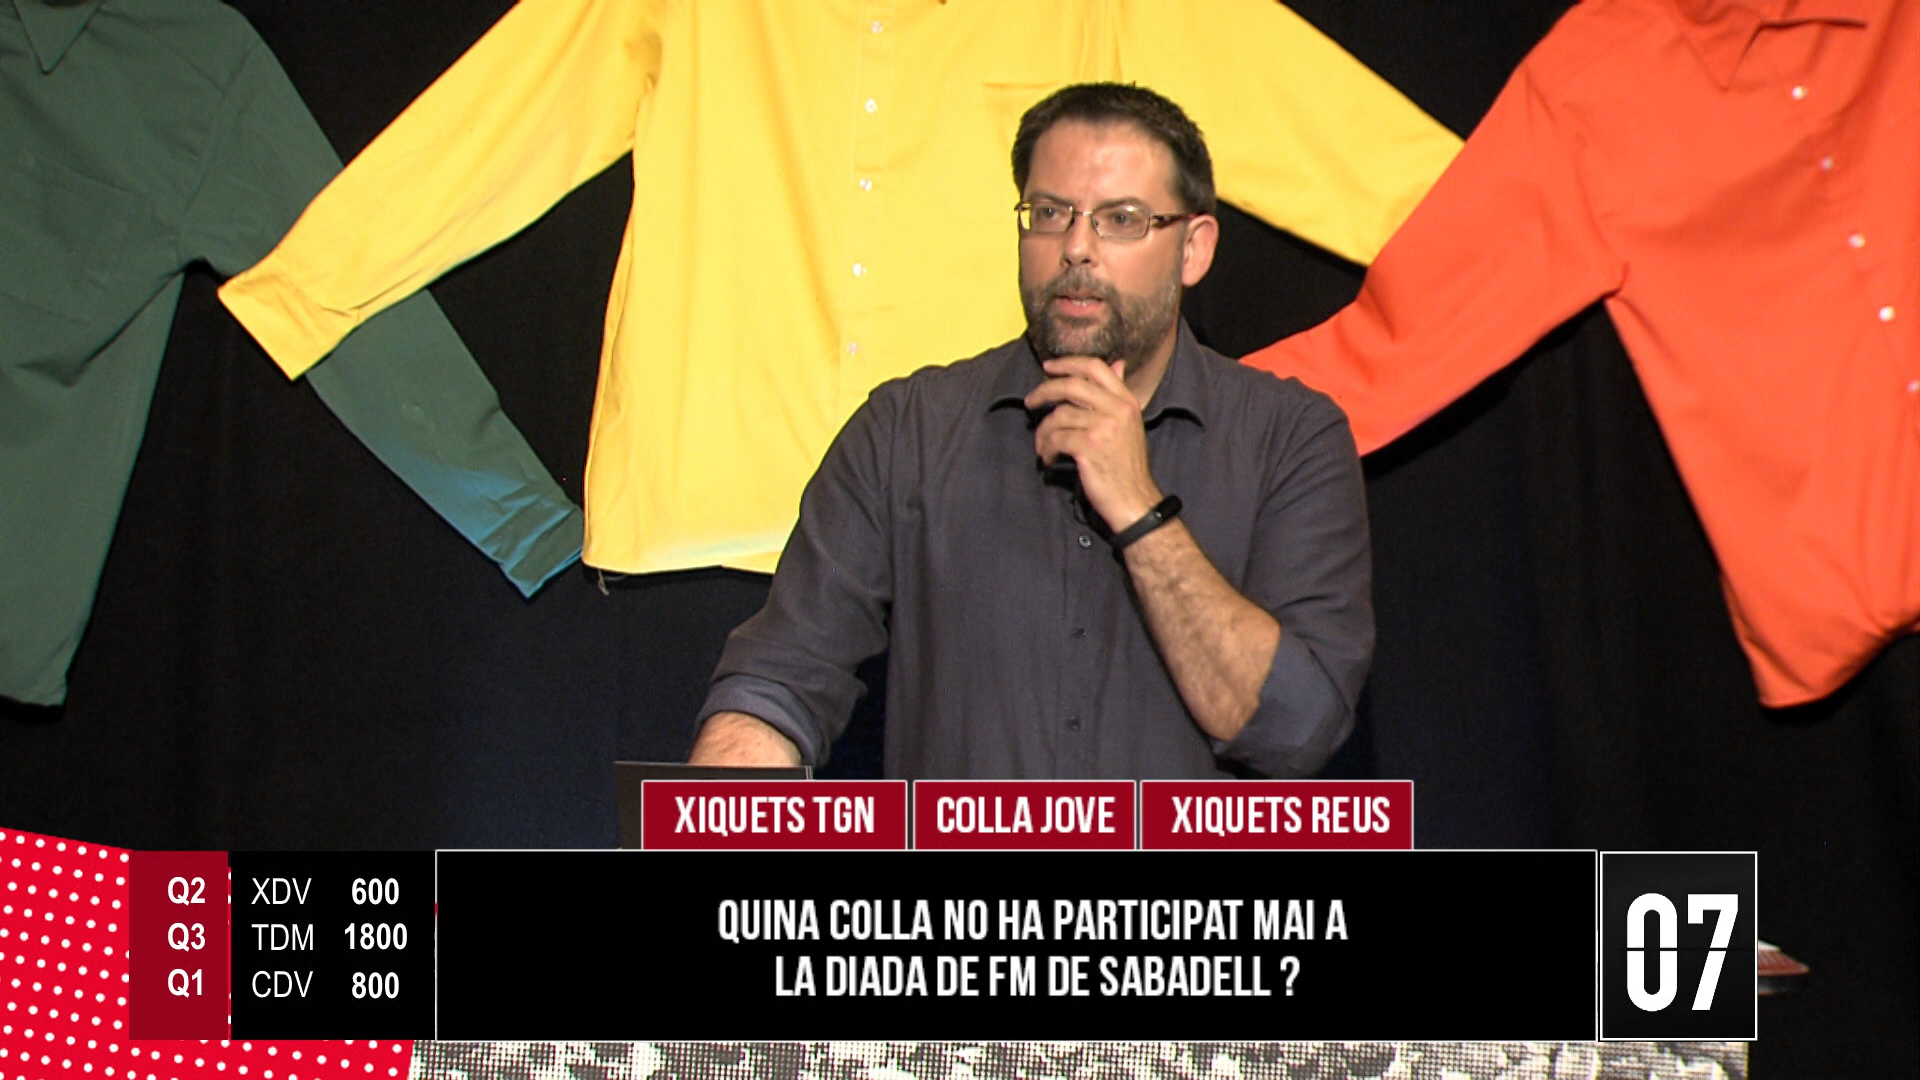 XIQUETS TGN
COLLA JOVE
XIQUETS REUS
Q2 XDV 600
Q3 TDM 1800
Q1 CDV 800
QUINA COLLA NO HA PARTICIPAT MAI A
LA DIADA DE FM DE SABADELL ?
07